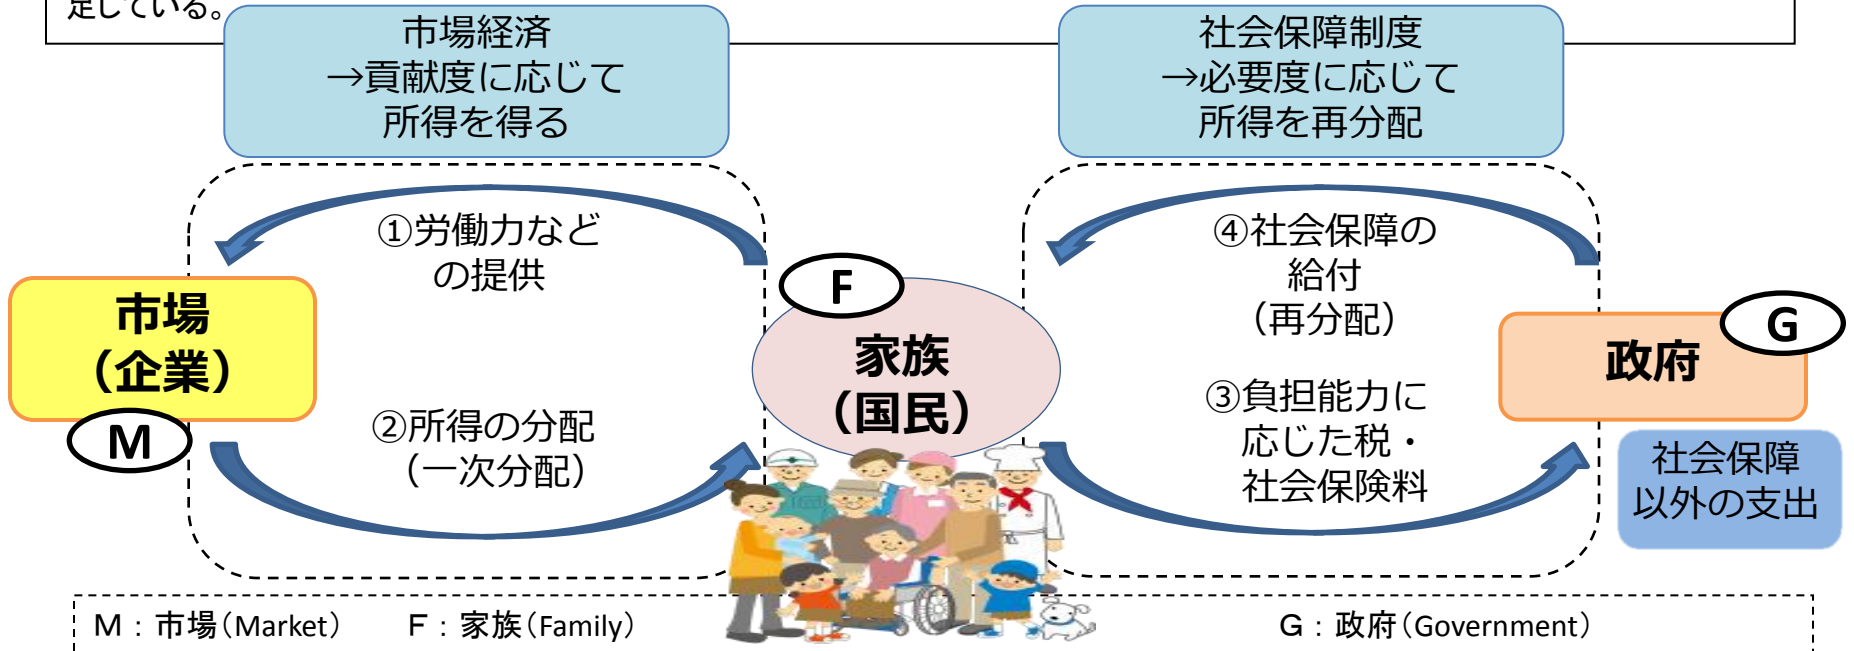 足している。
市場経済
→貢献度に応じて
所得を得る
社会保障制度
→必要度に応じて
所得を再分配
①労働力など
の提供
④社会保障の
給付
（再分配）
F
G
市場
（企業）
家族
（国民）
政府
M
②所得の分配
（一次分配）
③負担能力に
応じた税・
社会保険料
社会保障
以外の支出
M：市場（Market） F：家族（Family） G：政府（Government）